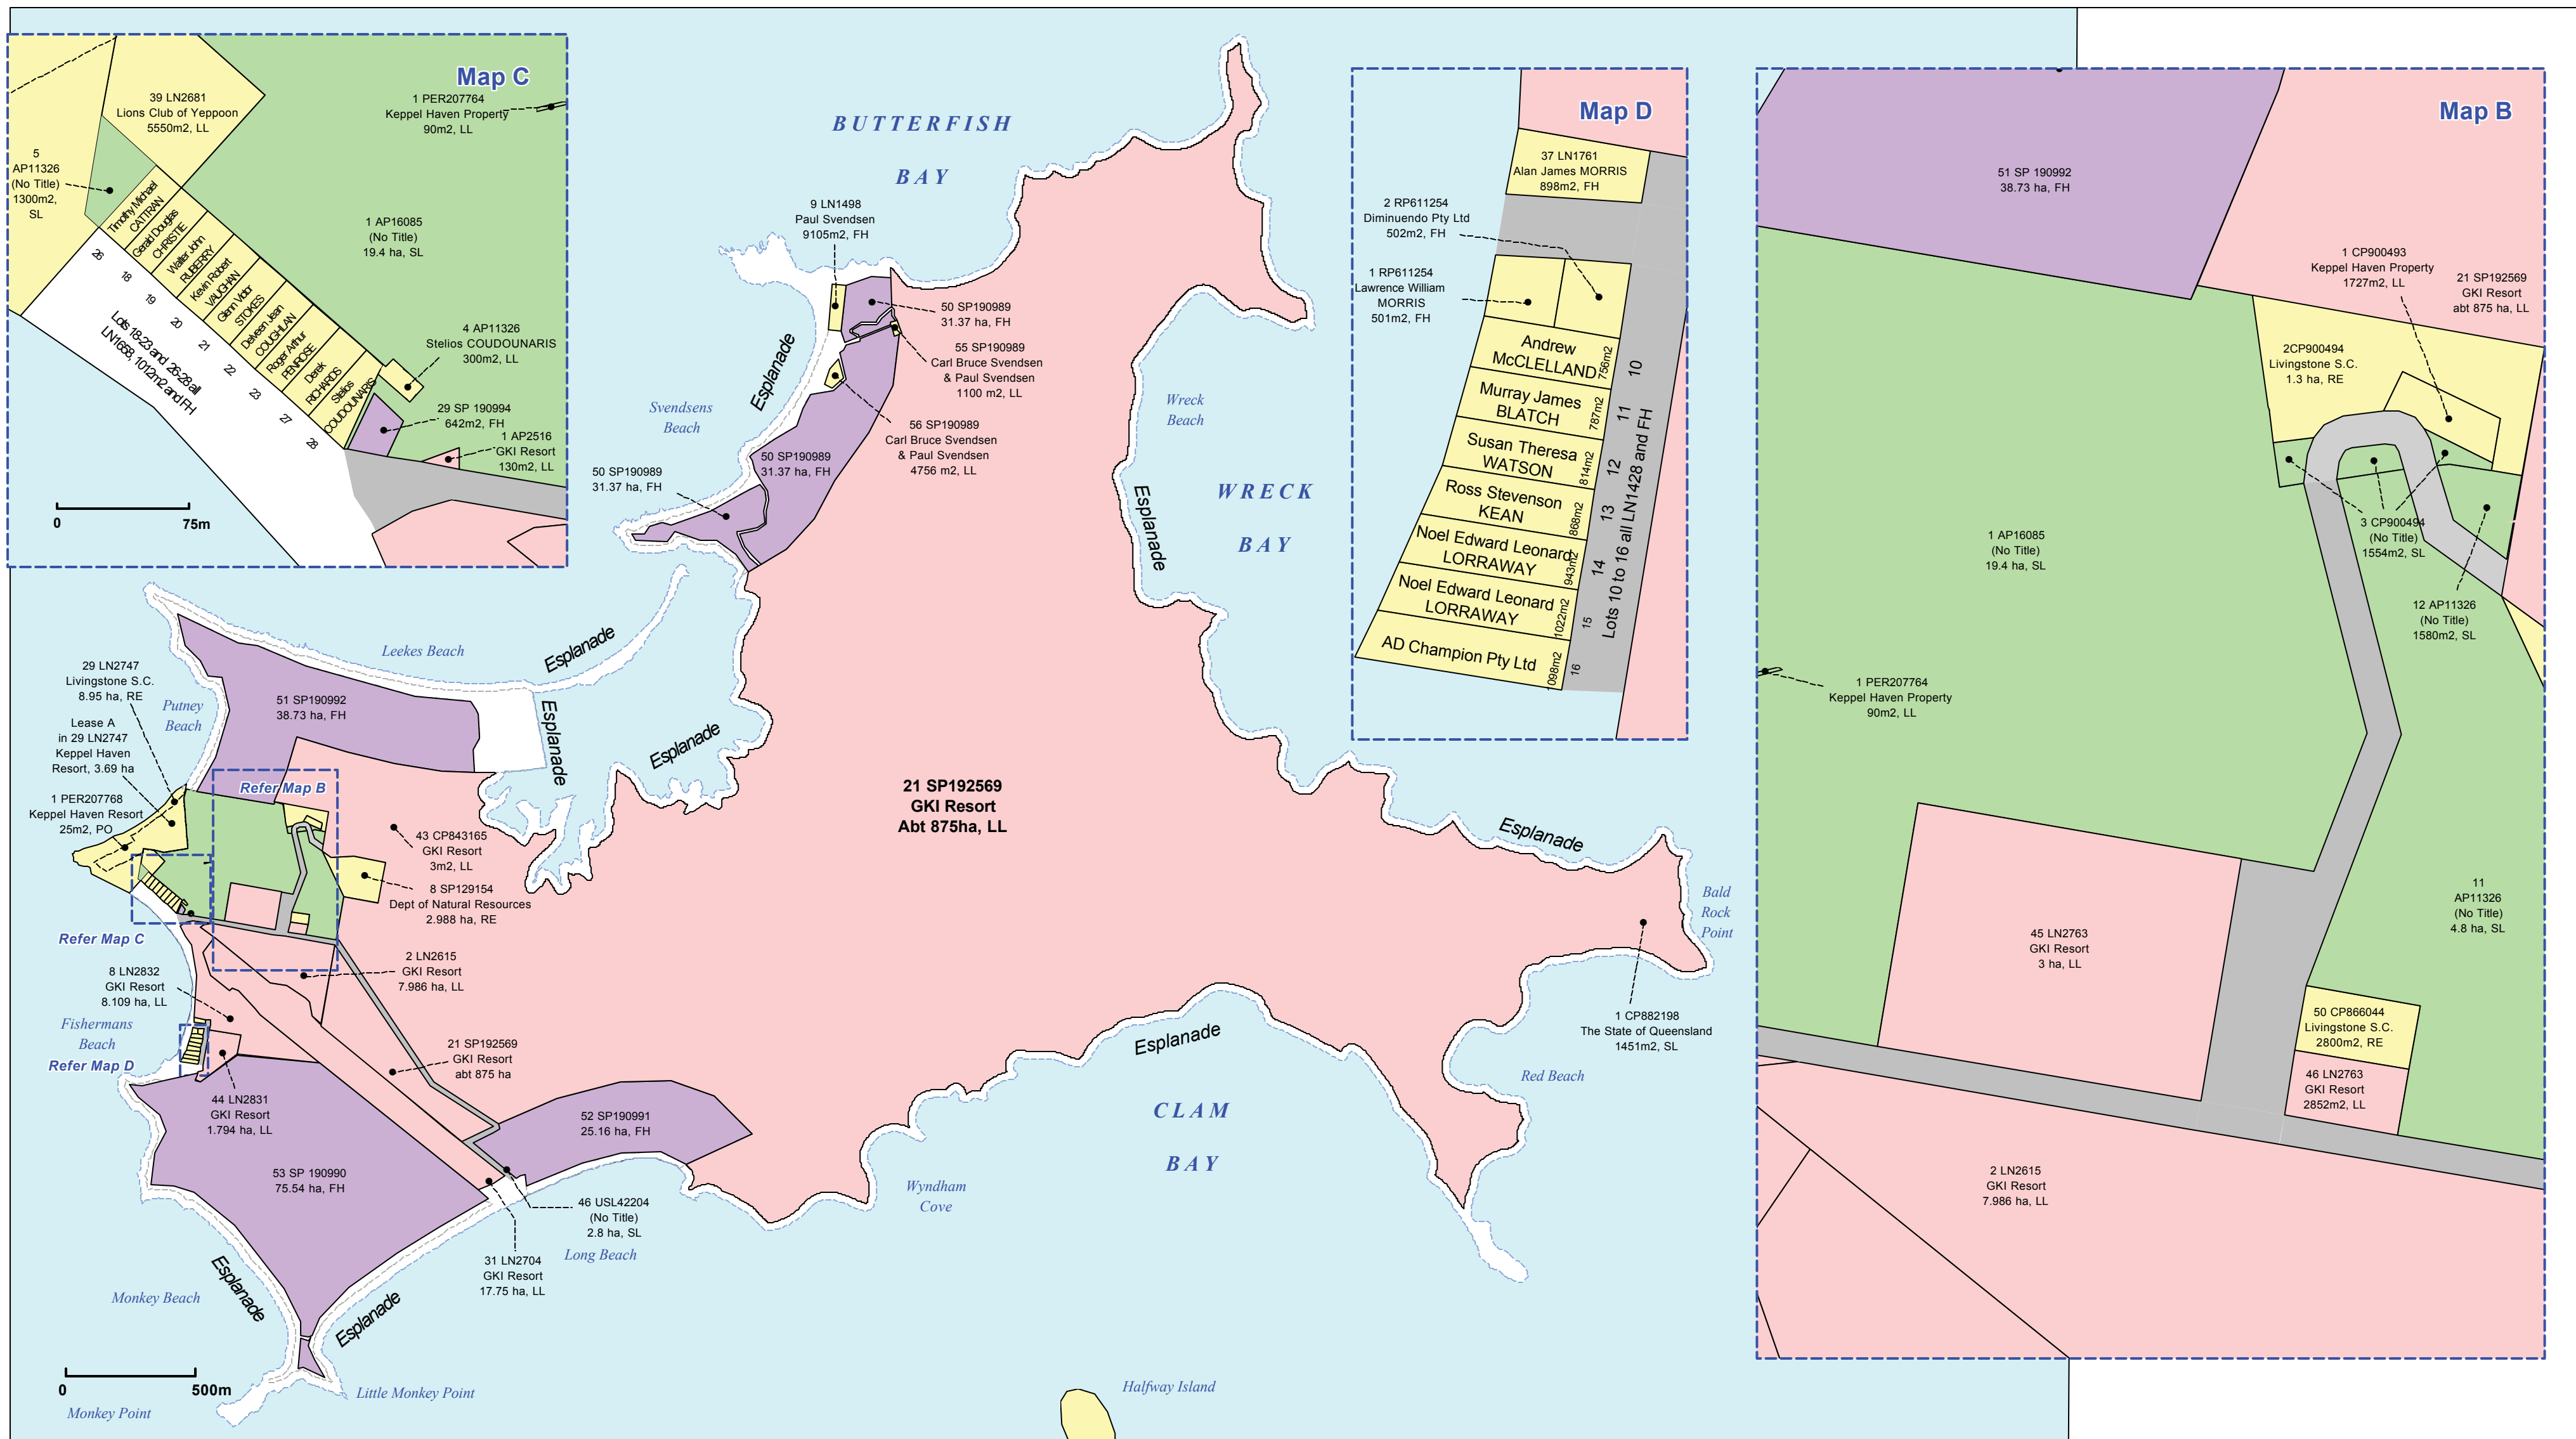 Map C
39 LN2681
Lions Club of Yeppoon
5550m2, LL
1 PER207764
Keppel Haven Property
90m2, LL
5
AP11326
(No Title)
1300m2,
SL
1 AP16085
(No Title)
19.4 ha, SL
Timothy Michael
CATTRAN
Gerald Douglas
CHRISTIE
Walter John
RUBERRY
Kevin Robert
VAUGHAN
Glenn Victor
STOKES
Delveen Jean
COUGHLAN
Roger Arthur
PENROSE
Derek
RICHARDS
Stelios
COUDOUNARIS
26
18
19
20
21
22
23
27
28
Lots 18-23 and 26-28 all
LN1658, 1012m2 and FH
4 AP11326
Stelios COUDOUNARIS
300m2, LL
29 SP 190994
642m2, FH
1 AP2516
GKI Resort
130m2, LL
0 75m
BUTTERFISH
BAY
9 LN1498
Paul Svendsen
9105m2, FH
50 SP190989
31.37 ha, FH
55 SP190989
Carl Bruce Svendsen
& Paul Svendsen
1100 m2, LL
56 SP190989
Carl Bruce Svendsen
& Paul Svendsen
4756 m2, LL
Esplanade
Svendsens
Beach
50 SP190989
31.37 ha, FH
50 SP190989
31.37 ha, FH
Wreck
Beach
WRECK
BAY
Esplanade
Map D
37 LN1761
Alan James MORRIS
898m2, FH
2 RP611254
Diminuendo Pty Ltd
502m2, FH
1 RP611254
Lawrence William
MORRIS
501m2, FH
Andrew
McCLELLAND
756m2
10
Murray James
BLATCH
787m2
11
Susan Theresa
WATSON
814m2
12
Ross Stevenson
KEAN
868m2
13
Noel Edward Leonard
LORRAWAY
943m2
14
Noel Edward Leonard
LORRAWAY
1022m2
15
AD Champion Pty Ltd
1098m2
16
Lots 10 to 16 all LN1428 and FH
Map B
51 SP 190992
38.73 ha, FH
1 CP900493
Keppel Haven Property
1727m2, LL
21 SP192569
GKI Resort
abt 875 ha, LL
2CP900494
Livingstone S.C.
1.3 ha, RE
3 CP900494
(No Title)
1554m2, SL
1 AP16085
(No Title)
19.4 ha, SL
12 AP11326
(No Title)
1580m2, SL
1 PER207764
Keppel Haven Property
90m2, LL
11
AP11326
(No Title)
4.8 ha, SL
45 LN2763
GKI Resort
3 ha, LL
50 CP866044
Livingstone S.C.
2800m2, RE
46 LN2763
GKI Resort
2852m2, LL
2 LN2615
GKI Resort
7.986 ha, LL
Leekes Beach
Esplanade
Esplanade
Esplanade
29 LN2747
Livingstone S.C.
8.95 ha, RE
Putney
Beach
51 SP190992
38.73 ha, FH
Lease A
in 29 LN2747
Keppel Haven
Resort, 3.69 ha
1 PER207768
Keppel Haven Resort
25m2, PO
Refer Map B
43 CP843165
GKI Resort
3m2, LL
8 SP129154
Dept of Natural Resources
2.988 ha, RE
21 SP192569
GKI Resort
Abt 875ha, LL
Esplanade
Bald
Rock
Point
Refer Map C
2 LN2615
GKI Resort
7.986 ha, LL
8 LN2832
GKI Resort
8.109 ha, LL
Fishermans
Beach
Refer Map D
21 SP192569
GKI Resort
abt 875 ha
44 LN2831
GKI Resort
1.794 ha, LL
52 SP190991
25.16 ha, FH
53 SP 190990
75.54 ha, FH
1 CP882198
The State of Queensland
1451m2, SL
Esplanade
Red Beach
CLAM
BAY
Wyndham
Cove
46 USL42204
(No Title)
2.8 ha, SL
Long Beach
31 LN2704
GKI Resort
17.75 ha, LL
Monkey Beach
Esplanade
Esplanade
0 500m
Little Monkey Point
Monkey Point
Halfway Island